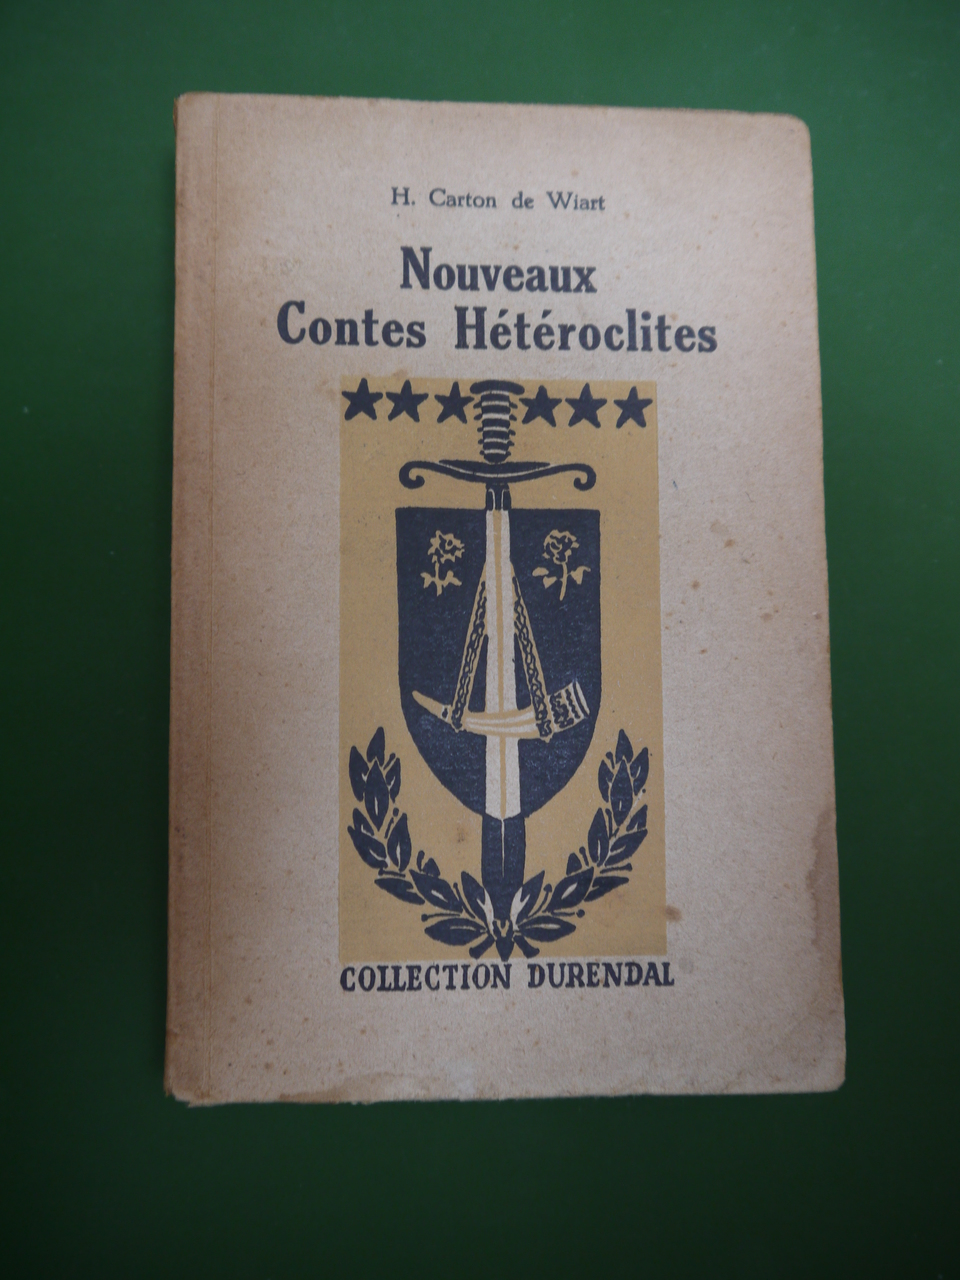 H. Carton de Wiart
Nouveaux
Contes Hétéroclites
COLLECTION DURENDAL